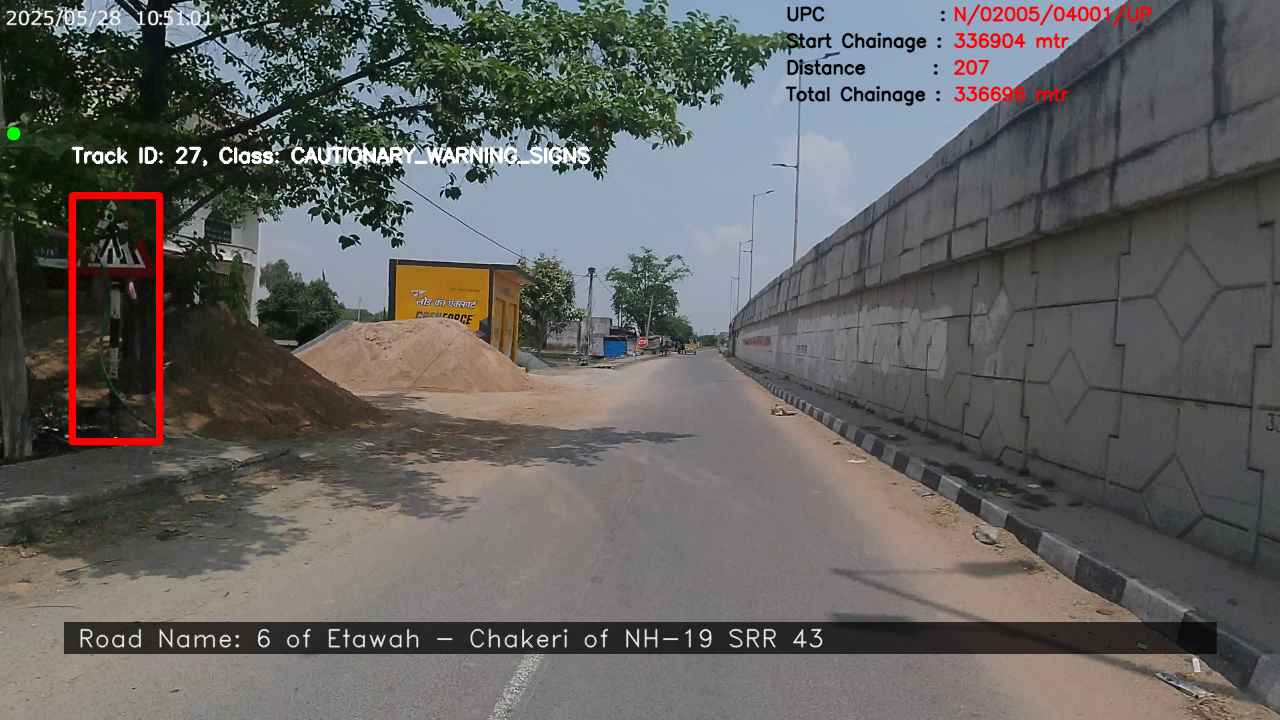 2025/05/28 10:51:01
UPC : N/02005/04001/UP
Start Chainage : 336904 mtr
Distance : 207
Total Chainage : 336698 mtr
Track ID: 27, Class: CAUTIONARY_WARNING_SIGNS
Road Name: 6 of Etawah - Chakeri of NH-19 SRR 43